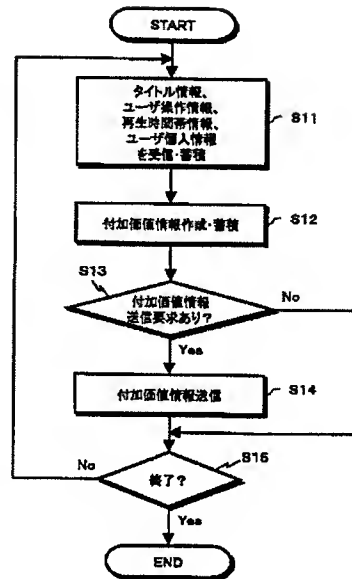 START
タイトル情報、
ユーザ操作情報、
再生時間帯情報、
ユーザ個人情報
を受信・蓄積
S11
付加価値情報作成・蓄積
S12
S13
付加価値情報
送信要求あり?
No
Yes
付加価値情報送信
S14
No
終了?
S15
Yes
END